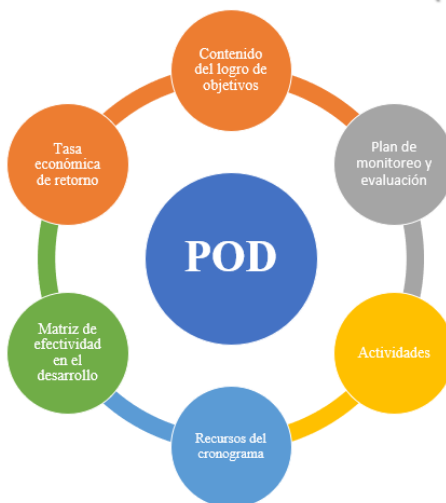 Contenido
del logro de
objetivos
Plan de
monitoreo y
evaluación
Actividades
Recursos del
cronograma
Matriz de
efectividad
en el
desarrollo
Tasa
económica
de retorno
POD